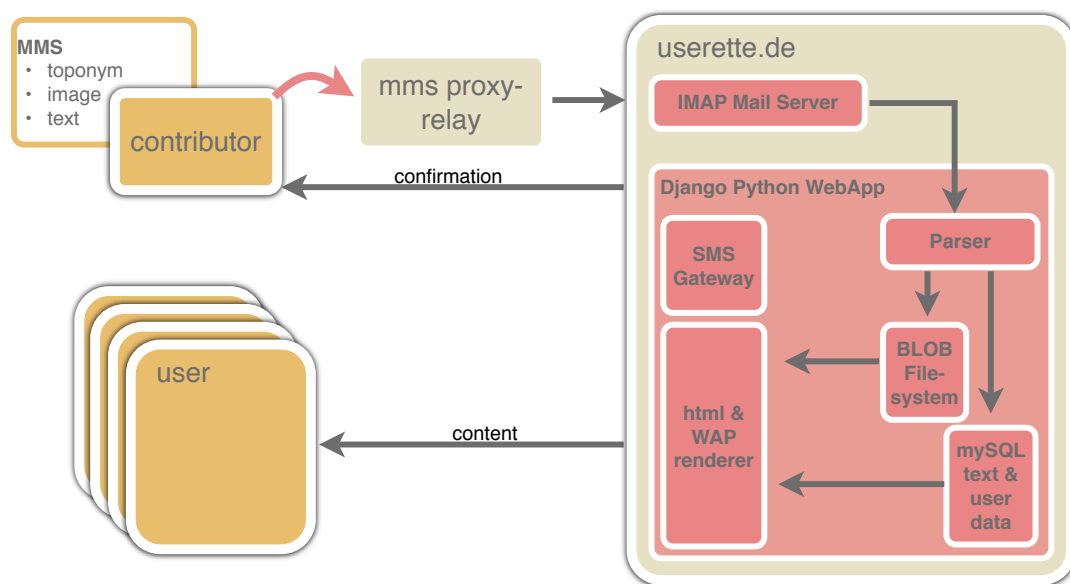 MMS
• toponym
• image
• text
contributor
mms proxy-
relay
userette.de
IMAP Mail Server
confirmation
Django Python WebApp
SMS
Gateway
Parser
BLOB
File-
system
html &
WAP
renderer
mySQL
text &
user
data
user
content